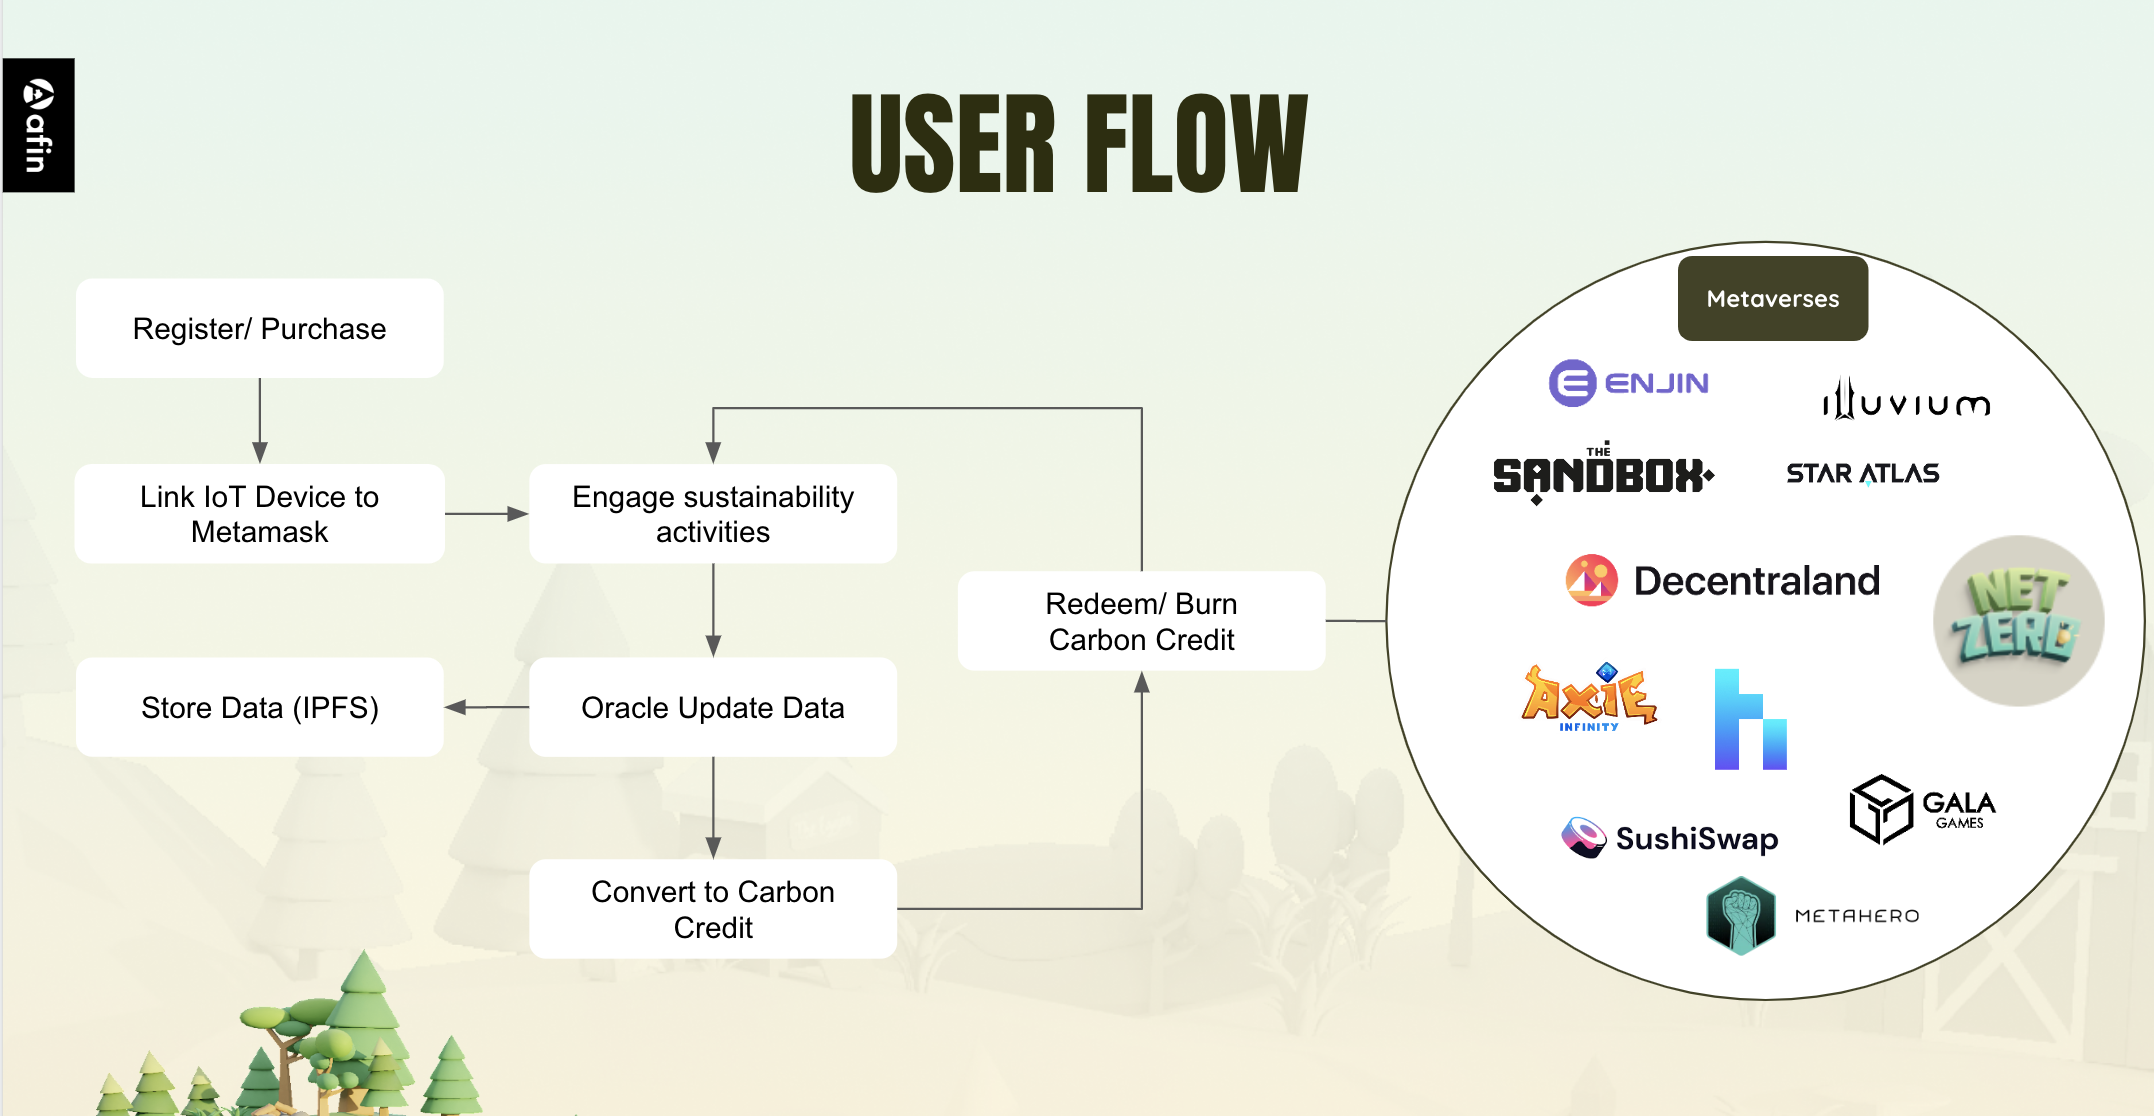 afin
USER FLOW
Register/ Purchase
Link IoT Device to
Metamask
Engage sustainability
activities
Store Data (IPFS)
Oracle Update Data
Convert to Carbon
Credit
Redeem/ Burn
Carbon Credit
Metaverses
ENJIN
illuvium
THE
SANDBOX
STAR ATLAS
Decentraland
NET
ZERO
AXIE
INFINITY
h
GALA
GAMES
SushiSwap
METAHERO